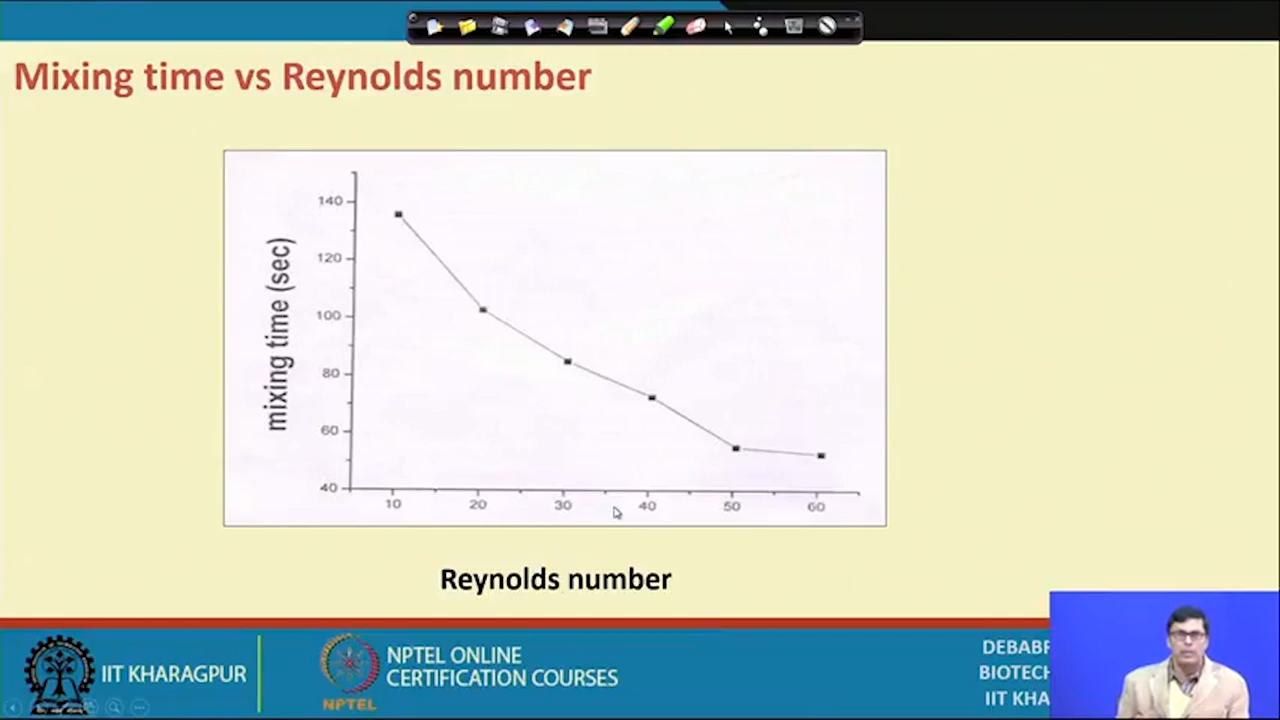 Mixing time vs Reynolds number
mixing time (sec)
140
120
100
80
60
40
10 20 30 40 50 60
Reynolds number
IIT KHARAGPUR
NPTEL
NPTEL ONLINE
CERTIFICATION COURSES
DEBABR
BIOTECH
IIT KHA